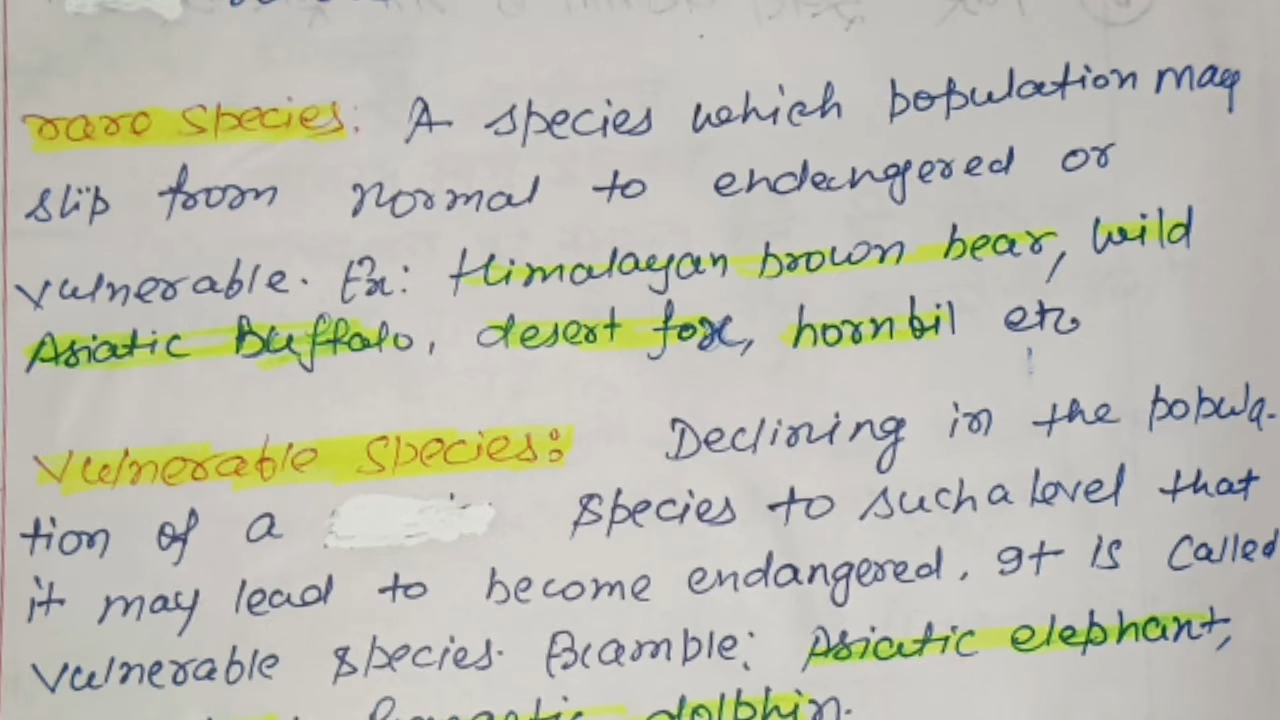 rare species: A species which population may
slip from normal to endangered or
vulnerable. Ex: Himalayan brown bear, wild
Asiatic Buffalo, desert fox, hornbil etc
Vulnerable species: Declining in the popula-
tion of a species to such a level that
it may lead to become endangered. It is called
vulnerable species. Example: Asiatic elephant,
dolphin.